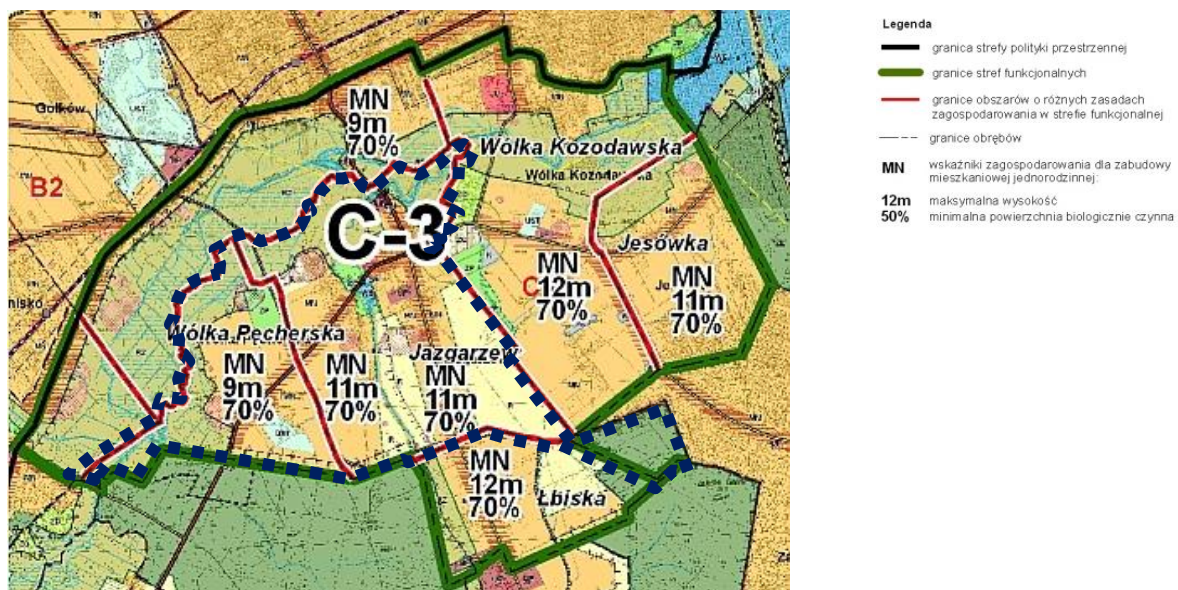 Legenda
granica strefy polityki przestrzennej
granice stref funkcjonalnych
granice obszarów o różnych zasadach
zagospodarowania w strefie funkcjonalnej
granice obrębów
MN
wskaźniki zagospodarowania dla zabudowy
mieszkaniowej jednorodzinnej:
12m
maksymalna wysokość
50%
minimalna powierzchnia biologicznie czynna
Gołków
B2
MN
9m
70%
Wólka Kozodawska
Wólka Kozodawska
C-3
Jesówka
MN
12m
70%
MN
11m
70%
Wólka Pęcherska
MN
9m
70%
MN
11m
70%
Jazgarzew
MN
11m
70%
MN
12m
70%
Łbiska